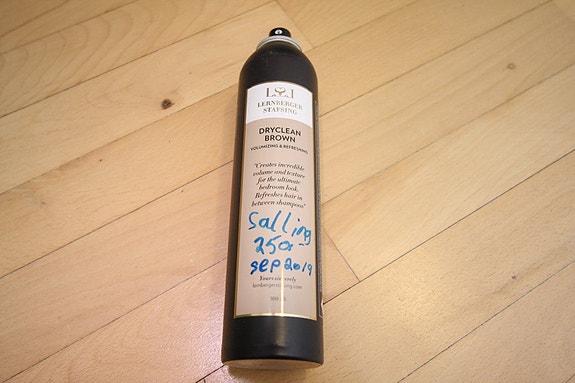 LERNBERGER
STAFSING
DRYCLEAN
BROWN
VOLUMIZING & REFRESHING
"Creates incredible
volume and texture
for the ultimate
bedroom look.
Refreshes hair in
between shampoos"
Salling
250
sep 2019
Yours sincerely
lernbergerstafsing.com